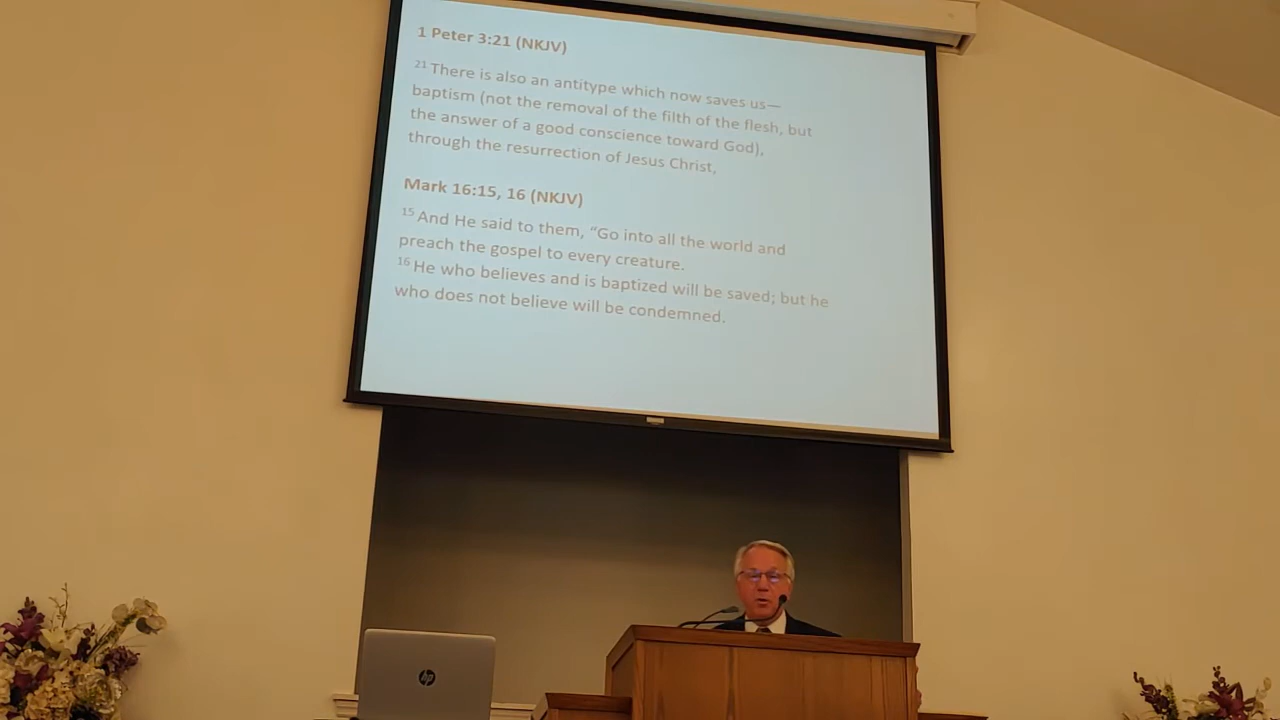 1 Peter 3:21 (NKJV)
21 There is also an antitype which now saves us—
baptism (not the removal of the filth of the flesh, but
the answer of a good conscience toward God),
through the resurrection of Jesus Christ,
Mark 16:15, 16 (NKJV)
15 And He said to them, “Go into all the world and
preach the gospel to every creature.
16 He who believes and is baptized will be saved; but he
who does not believe will be condemned.
hp